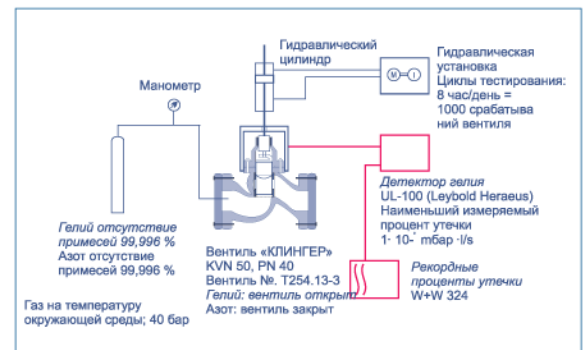 Гидравлический
цилиндр
Гидравлическая
установка
Циклы тестирования:
8 час/день =
1000 срабатыва
ний вентиля
M
I
Манометр
Детектор гелия
UL-100 (Leybold Heraeus)
Наименьший измеряемый
процент утечки
1· 10-
мбар ·l/s
Гелий отсутствие
примесей 99,996 %
Азот отсутствие
примесей 99,996 %
Вентиль «КЛИНГЕР»
KVN 50, PN 40
Вентиль №. T254.13-3
Гелий: вентиль открыт
Азот: вентиль закрыт
Рекордные
проценты утечки
W+W 324
Газ на температуру
окружающей среды; 40 бар